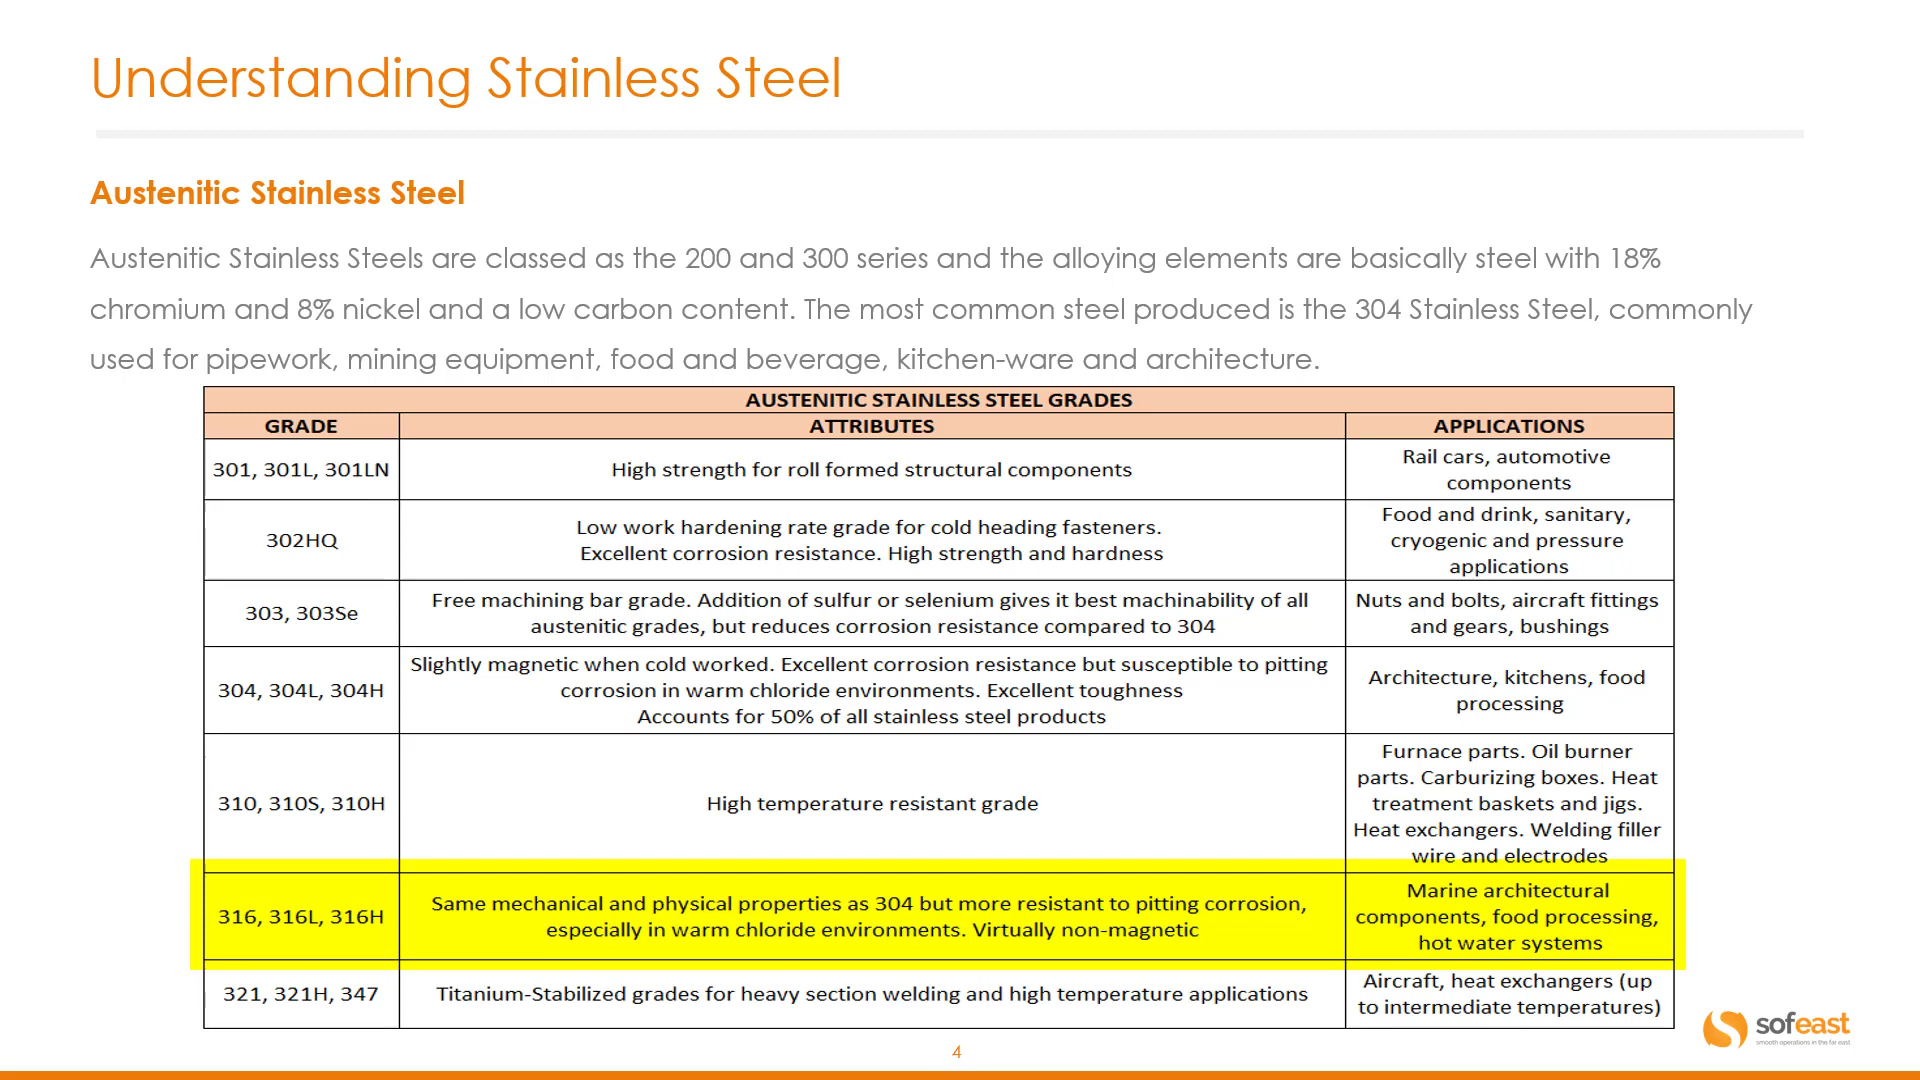 Understanding Stainless Steel
Austenitic Stainless Steel
Austenitic Stainless Steels are classed as the 200 and 300 series and the alloying elements are basically steel with 18%
chromium and 8% nickel and a low carbon content. The most common steel produced is the 304 Stainless Steel, commonly
used for pipework, mining equipment, food and beverage, kitchen-ware and architecture.
AUSTENITIC STAINLESS STEEL GRADES
GRADE
ATTRIBUTES
APPLICATIONS
301, 301L, 301LN
High strength for roll formed structural components
Rail cars, automotive
components
302HQ
Low work hardening rate grade for cold heading fasteners.
Excellent corrosion resistance. High strength and hardness
Food and drink, sanitary,
cryogenic and pressure
applications
303, 303Se
Free machining bar grade. Addition of sulfur or selenium gives it best machinability of all
austenitic grades, but reduces corrosion resistance compared to 304
Nuts and bolts, aircraft fittings
and gears, bushings
304, 304L, 304H
Slightly magnetic when cold worked. Excellent corrosion resistance but susceptible to pitting
corrosion in warm chloride environments. Excellent toughness
Accounts for 50% of all stainless steel products
Architecture, kitchens, food
processing
310, 310S, 310H
High temperature resistant grade
Furnace parts. Oil burner
parts. Carburizing boxes. Heat
treatment baskets and jigs.
Heat exchangers. Welding filler
wire and electrodes
316, 316L, 316H
Same mechanical and physical properties as 304 but more resistant to pitting corrosion,
especially in warm chloride environments. Virtually non-magnetic
Marine architectural
components, food processing,
hot water systems
321, 321H, 347
Titanium-Stabilized grades for heavy section welding and high temperature applications
Aircraft, heat exchangers (up
to intermediate temperatures)
sofeast
smooth operations in the far east
4